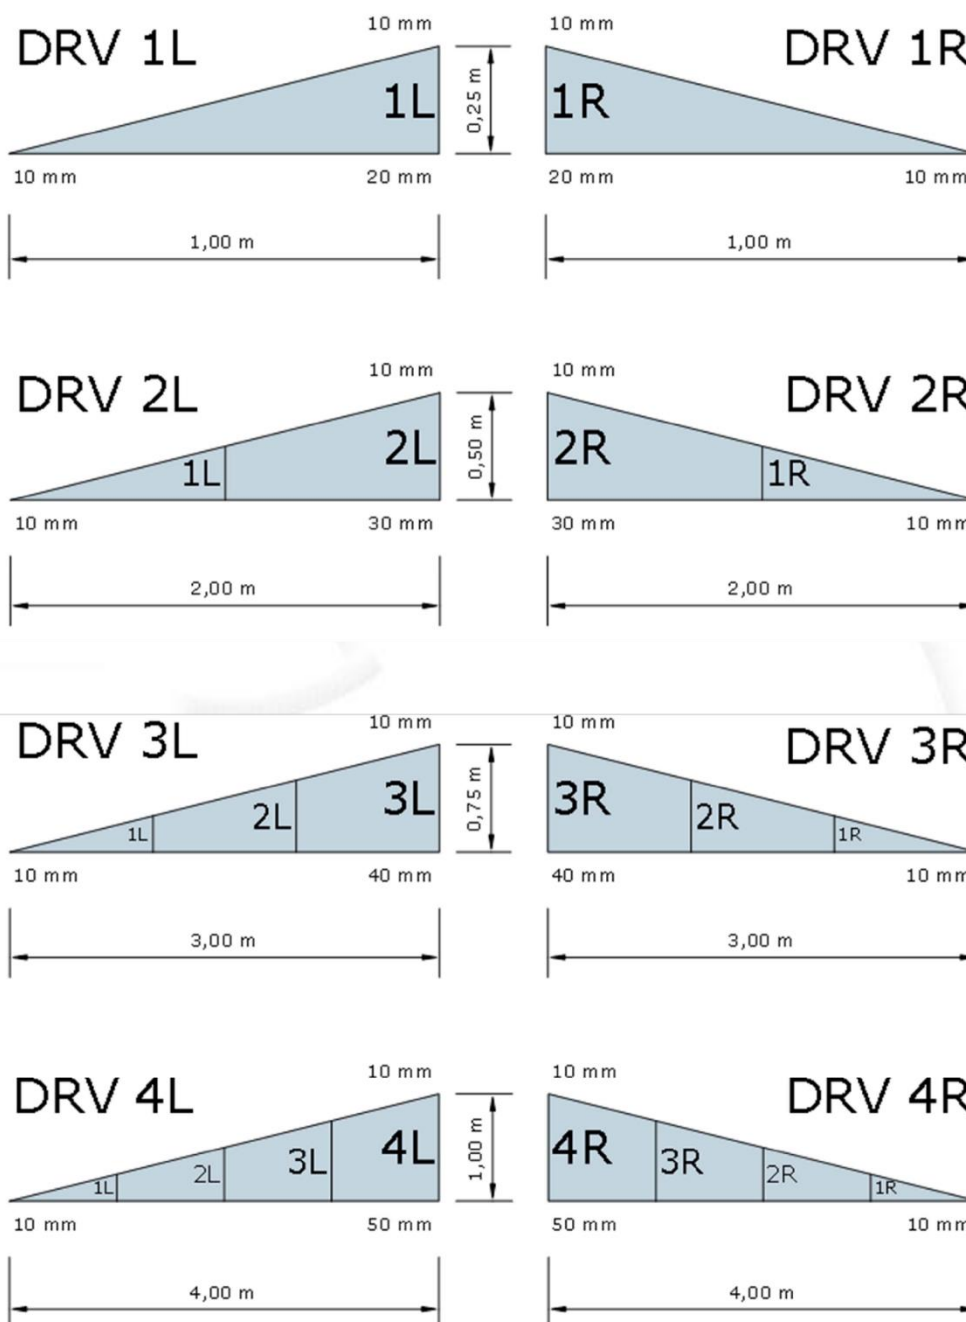 10 mm 10 mm
DRV 1L DRV 1R
1L 0,25 m 1R
10 mm 20 mm 20 mm 10 mm
1,00 m 1,00 m
10 mm 10 mm
DRV 2L DRV 2R
1L 2L 0,50 m 2R 1R
10 mm 30 mm 30 mm 10 mm
2,00 m 2,00 m
10 mm 10 mm
DRV 3L DRV 3R
1L 2L 3L 0,75 m 3R 2R 1R
10 mm 40 mm 40 mm 10 mm
3,00 m 3,00 m
10 mm 10 mm
DRV 4L DRV 4R
1L 2L 3L 4L 1,00 m 4R 3R 2R 1R
10 mm 50 mm 50 mm 10 mm
4,00 m 4,00 m